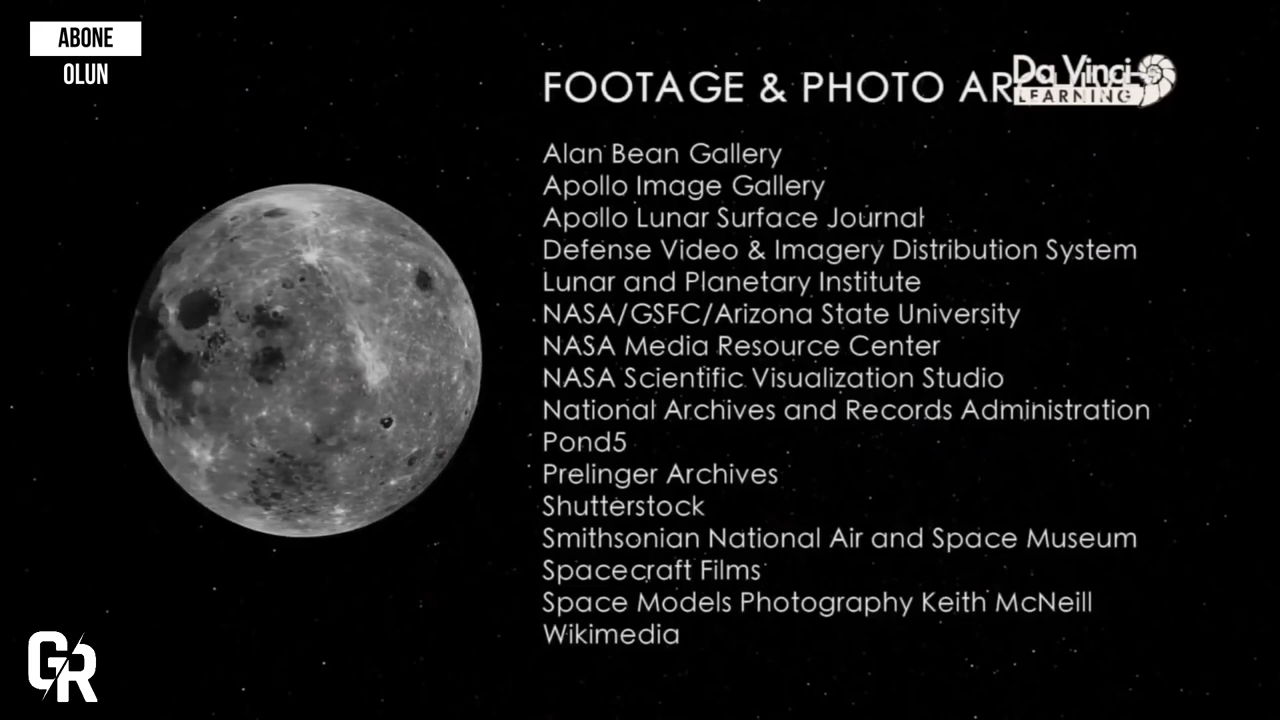 ABONE
OLUN
FOOTAGE & PHOTO
Da Vinci
LEARNING
Alan Bean Gallery
Apollo Image Gallery
Apollo Lunar Surface Journal
Defense Video & Imagery Distribution System
Lunar and Planetary Institute
NASA/GSFC/Arizona State University
NASA Media Resource Center
NASA Scientific Visualization Studio
National Archives and Records Administration
Pond5
Prelinger Archives
Shutterstock
Smithsonian National Air and Space Museum
Spacecraft Films
Space Models Photography Keith McNeill
Wikimedia
GR